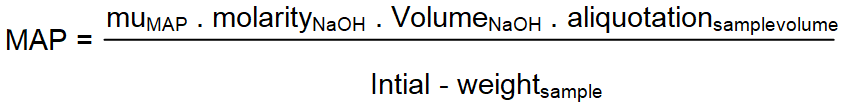 mu_MAP . molarity_NaOH . Volume_NaOH . aliquotation_samplevolume
MAP =
Intial - weight_sample